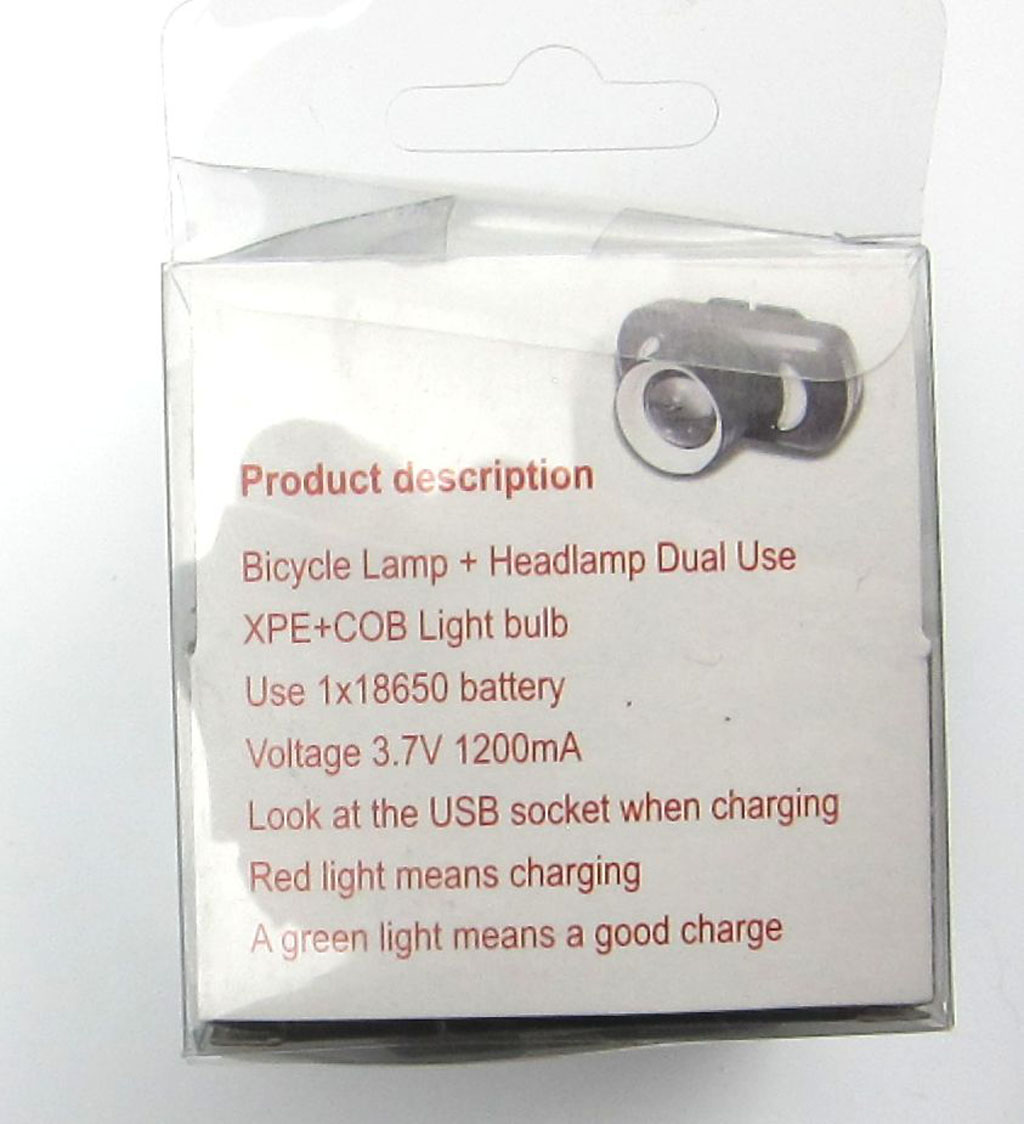 Product description
Bicycle Lamp + Headlamp Dual Use
XPE+COB Light bulb
Use 1x18650 battery
Voltage 3.7V 1200mA
Look at the USB socket when charging
Red light means charging
A green light means a good charge